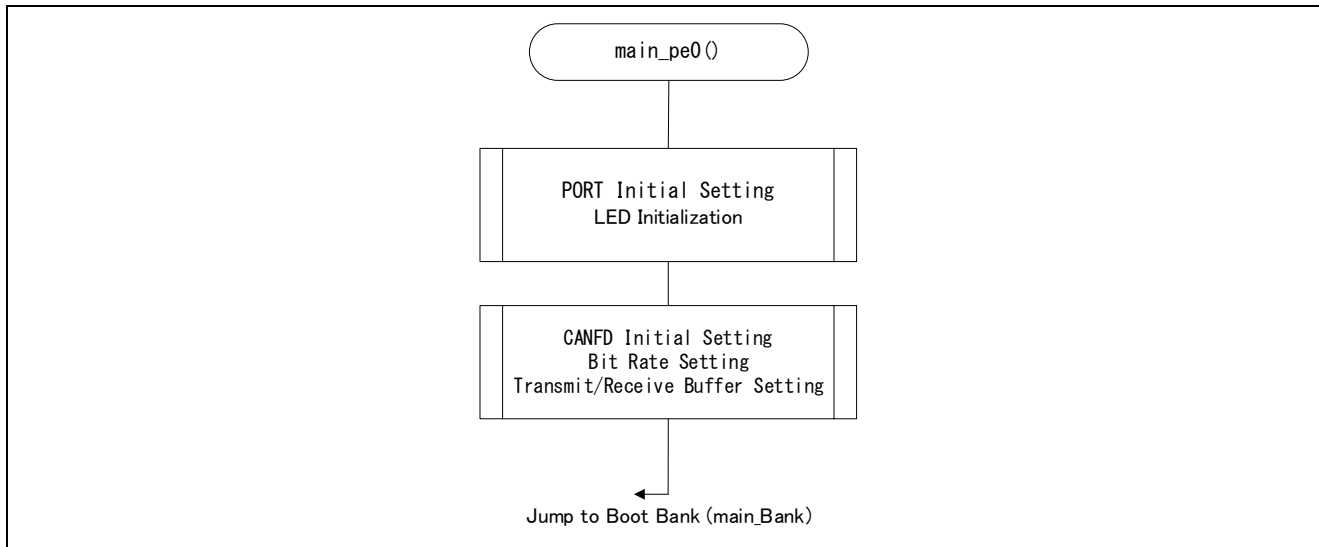 main_pe0()
PORT Initial Setting
LED Initialization
CANFD Initial Setting
Bit Rate Setting
Transmit/Receive Buffer Setting
Jump to Boot Bank (main_Bank)